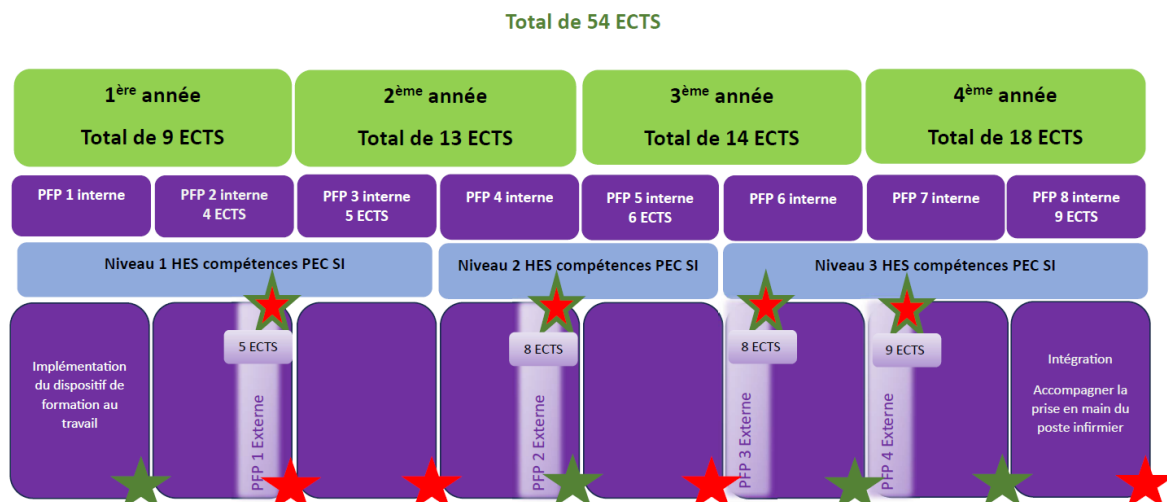 Total de 54 ECTS
1ère année
Total de 9 ECTS
2ème année
Total de 13 ECTS
3ème année
Total de 14 ECTS
4ème année
Total de 18 ECTS
PFP 1 interne
PFP 2 interne
4 ECTS
PFP 3 interne
5 ECTS
PFP 4 interne
PFP 5 interne
6 ECTS
PFP 6 interne
PFP 7 interne
PFP 8 interne
9 ECTS
Niveau 1 HES compétences PEC SI
Niveau 2 HES compétences PEC SI
Niveau 3 HES compétences PEC SI
Implémentation
du dispositif de
formation au
travail
5 ECTS
PFP 1 Externe
8 ECTS
PFP 2 Externe
8 ECTS
PFP 3 Externe
9 ECTS
PFP 4 Externe
Intégration
Accompagner la
prise en main du
poste infirmier